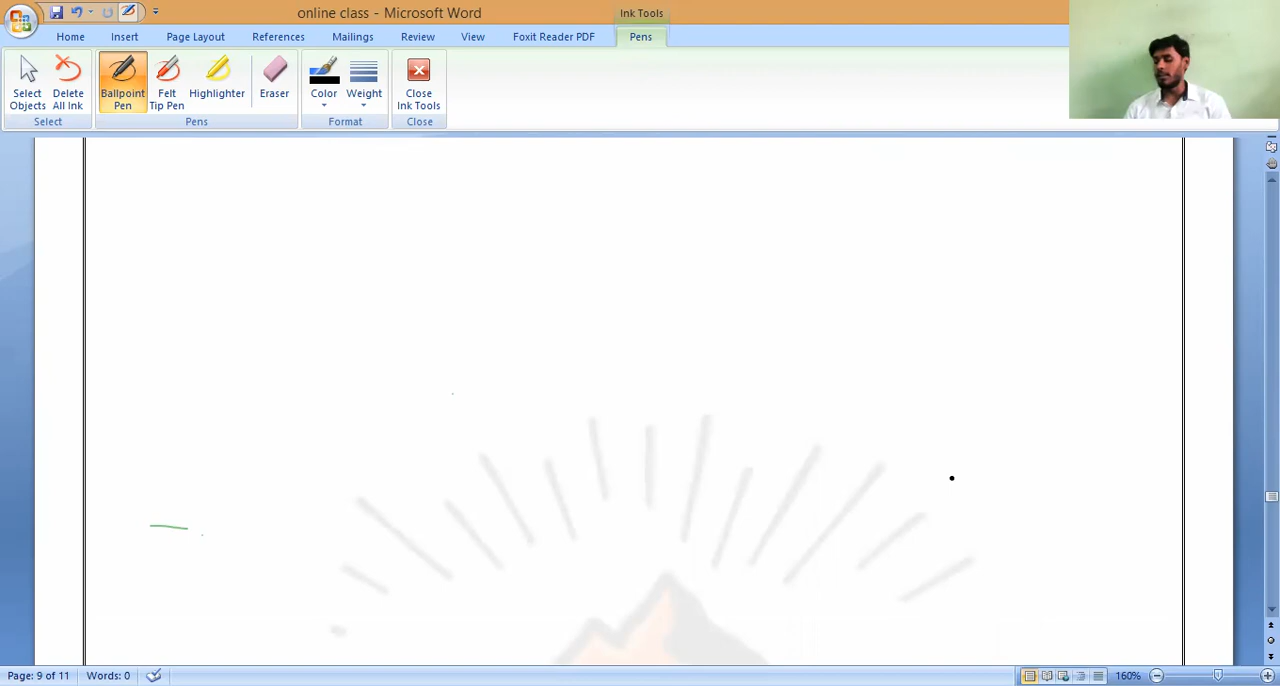 online class - Microsoft Word
Ink Tools
Home Insert Page Layout References Mailings Review View Foxit Reader PDF Pens
Select Objects
Delete All Ink
Ballpoint Pen
Felt Tip Pen
Highlighter
Eraser
Color
Weight
Close Ink Tools
Select Pens Format Close
Page: 9 of 11 Words: 0 160%